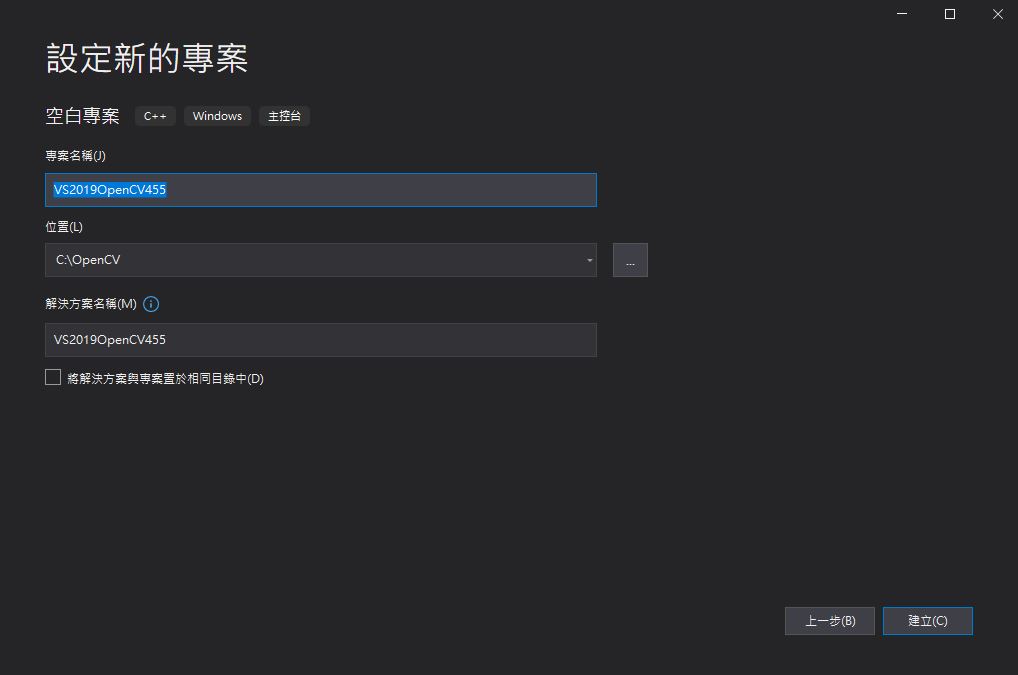 設定新的專案
空白專案 C++ Windows 主控台
專案名稱(J)
VS2019OpenCV455
位置(L)
C:\OpenCV ...
解決方案名稱(M)
VS2019OpenCV455
將解決方案與專案置於相同目錄中(D)
上一步(B) 建立(C)